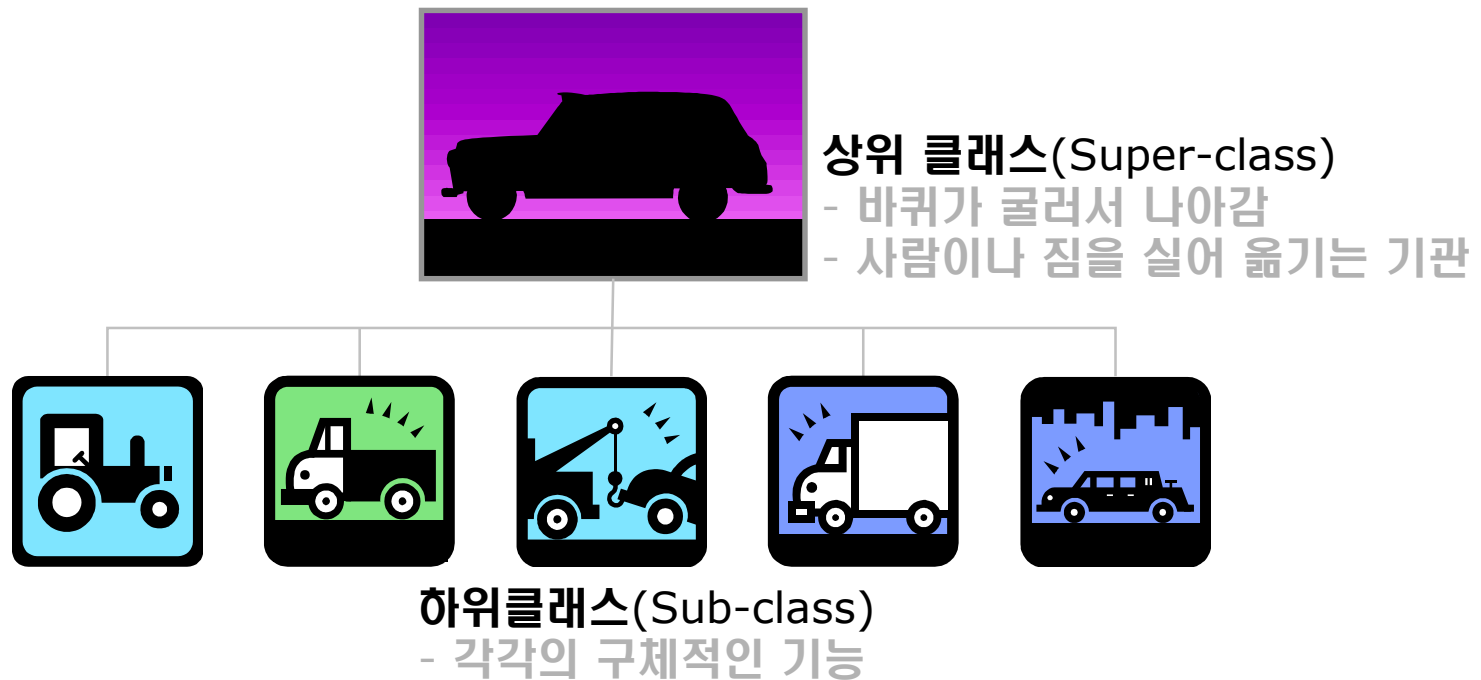 상위 클래스(Super-class)
- 바퀴가 굴러서 나아감
- 사람이나 짐을 실어 옮기는 기관
하위클래스(Sub-class)
- 각각의 구체적인 기능